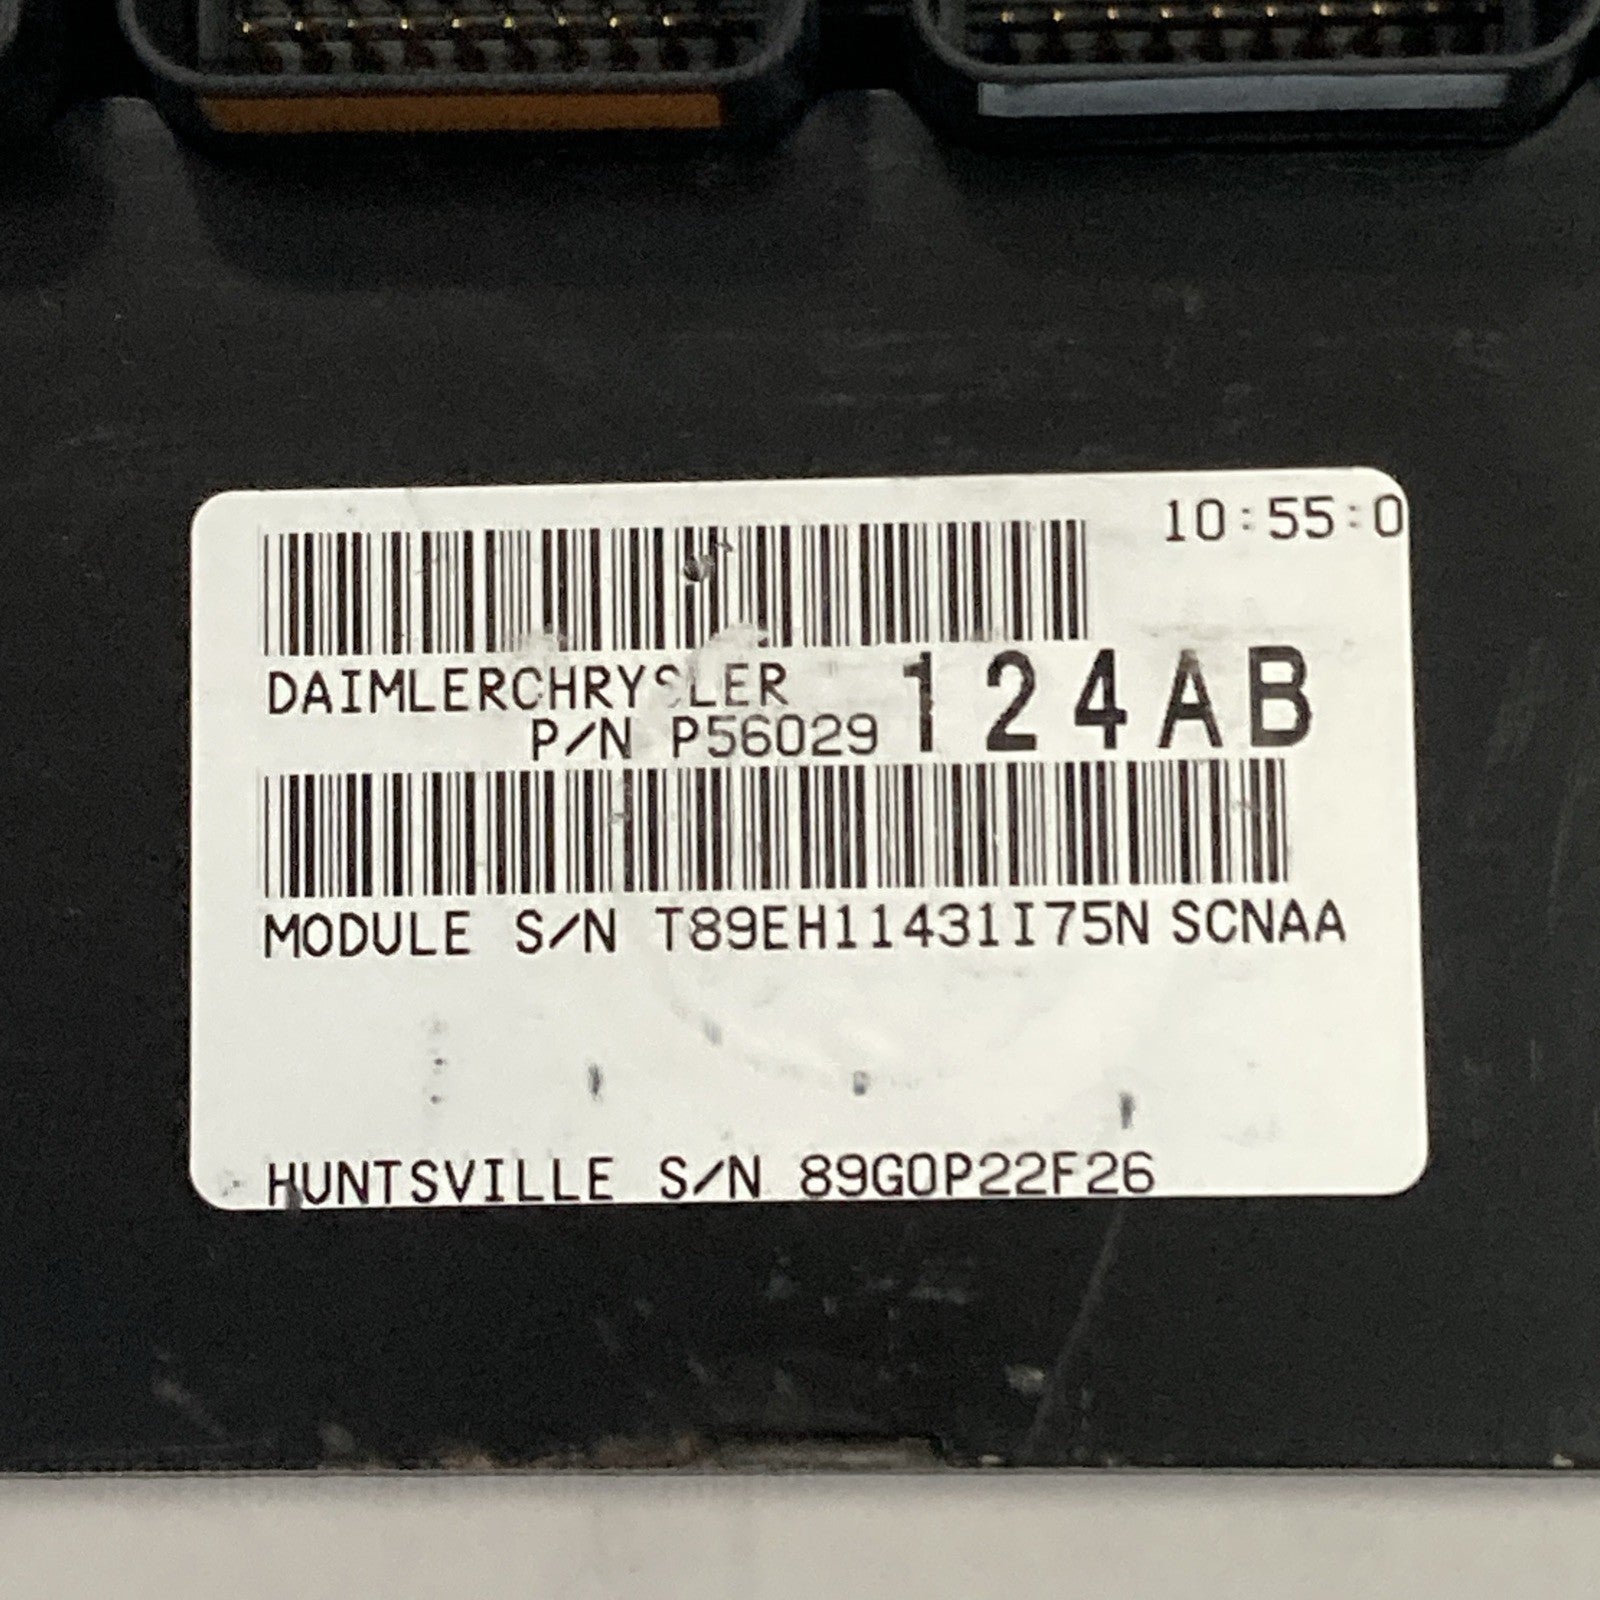 10:55:0
DAIMLERCHRYSLER
P/N P56029 124AB
MODULE S/N T89EH11431I75N SCNAA
HUNTSVILLE S/N 89G0P22F26